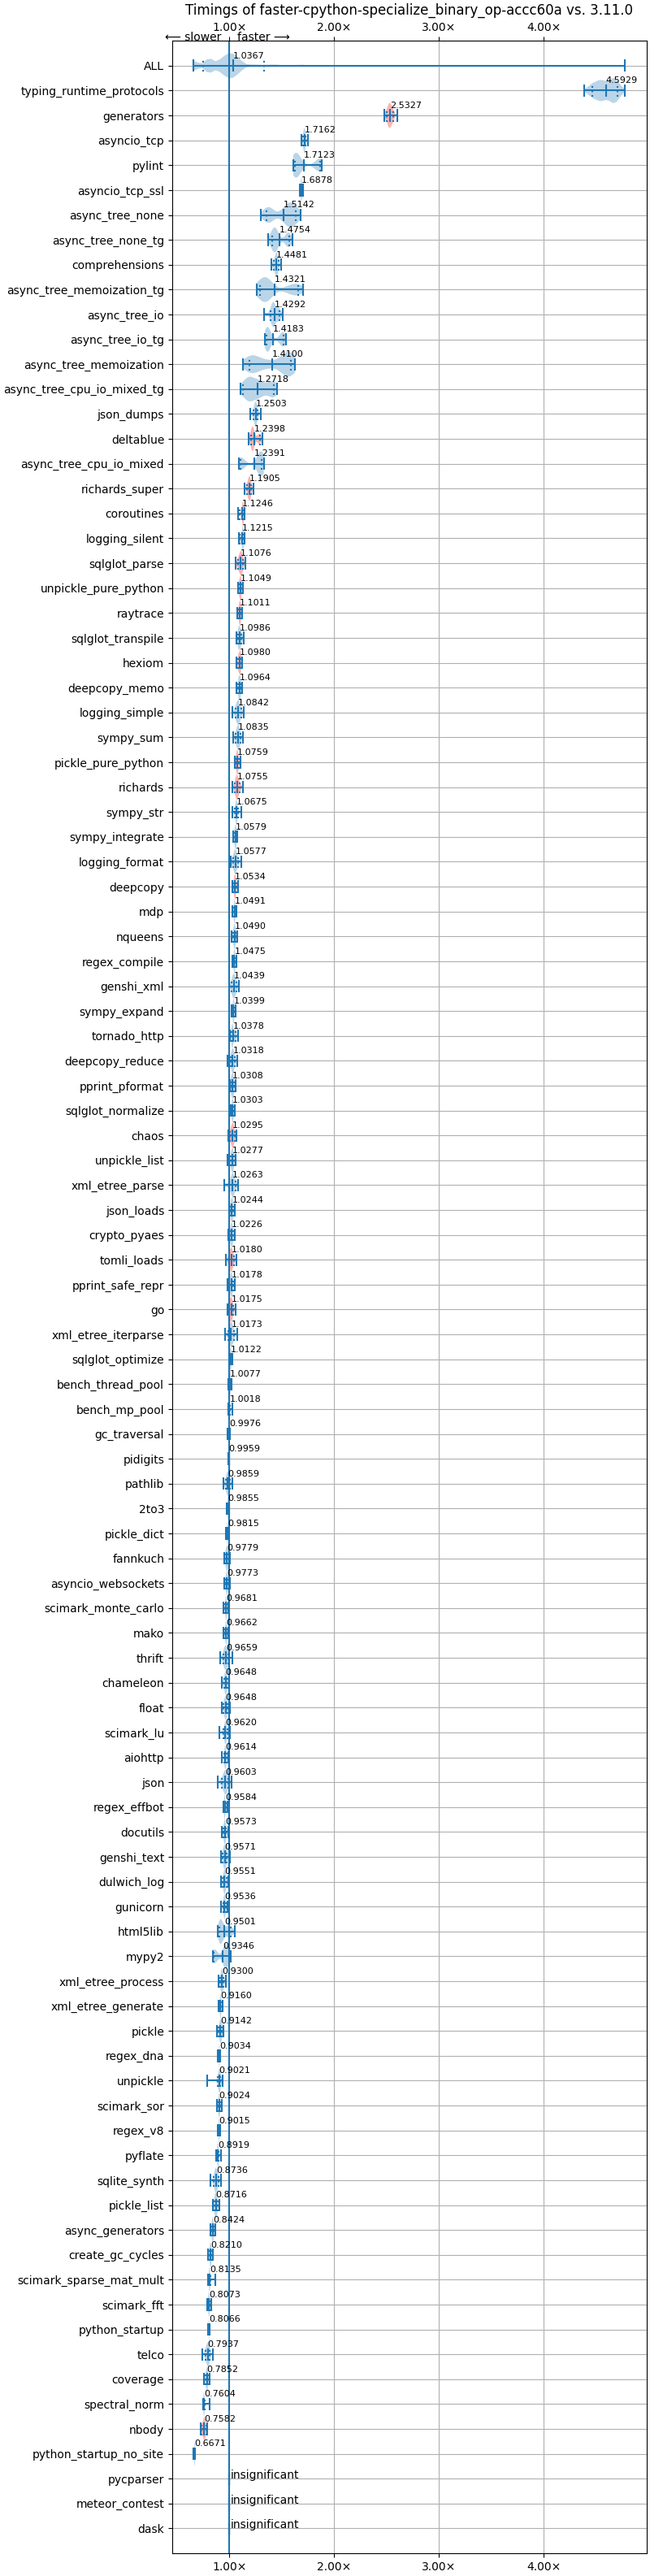 Timings of faster-cpython-specialize_binary_op-accc60a vs. 3.11.0
1.00× 2.00× 3.00× 4.00×
⟵ slower faster ⟶
ALL 1.0367
typing_runtime_protocols 4.5929
generators 2.5327
asyncio_tcp 1.7162
pylint 1.7123
asyncio_tcp_ssl 1.6878
async_tree_none 1.5142
async_tree_none_tg 1.4754
comprehensions 1.4481
async_tree_memoization_tg 1.4321
async_tree_io 1.4292
async_tree_io_tg 1.4183
async_tree_memoization 1.4100
async_tree_cpu_io_mixed_tg 1.2718
json_dumps 1.2503
deltablue 1.2398
async_tree_cpu_io_mixed 1.2391
richards_super 1.1905
coroutines 1.1246
logging_silent 1.1215
sqlglot_parse 1.1076
unpickle_pure_python 1.1049
raytrace 1.1011
sqlglot_transpile 1.0986
hexiom 1.0980
deepcopy_memo 1.0964
logging_simple 1.0842
sympy_sum 1.0835
pickle_pure_python 1.0759
richards 1.0755
sympy_str 1.0675
sympy_integrate 1.0579
logging_format 1.0577
deepcopy 1.0534
mdp 1.0491
nqueens 1.0490
regex_compile 1.0475
genshi_xml 1.0439
sympy_expand 1.0399
tornado_http 1.0378
deepcopy_reduce 1.0318
pprint_pformat 1.0308
sqlglot_normalize 1.0303
chaos 1.0295
unpickle_list 1.0277
xml_etree_parse 1.0263
json_loads 1.0244
crypto_pyaes 1.0226
tomli_loads 1.0180
pprint_safe_repr 1.0178
go 1.0175
xml_etree_iterparse 1.0173
sqlglot_optimize 1.0122
bench_thread_pool 1.0077
bench_mp_pool 1.0018
gc_traversal 0.9976
pidigits 0.9959
pathlib 0.9859
2to3 0.9855
pickle_dict 0.9815
fannkuch 0.9779
asyncio_websockets 0.9773
scimark_monte_carlo 0.9681
mako 0.9662
thrift 0.9659
chameleon 0.9648
float 0.9648
scimark_lu 0.9620
aiohttp 0.9614
json 0.9603
regex_effbot 0.9584
docutils 0.9573
genshi_text 0.9571
dulwich_log 0.9551
gunicorn 0.9536
html5lib 0.9501
mypy2 0.9346
xml_etree_process 0.9300
xml_etree_generate 0.9160
pickle 0.9142
regex_dna 0.9034
unpickle 0.9021
scimark_sor 0.9024
regex_v8 0.9015
pyflate 0.8919
sqlite_synth 0.8736
pickle_list 0.8716
async_generators 0.8424
create_gc_cycles 0.8210
scimark_sparse_mat_mult 0.8135
scimark_fft 0.8073
python_startup 0.8066
telco 0.7937
coverage 0.7852
spectral_norm 0.7604
nbody 0.7582
python_startup_no_site 0.6671
pycparser insignificant
meteor_contest insignificant
dask insignificant
1.00× 2.00× 3.00× 4.00×